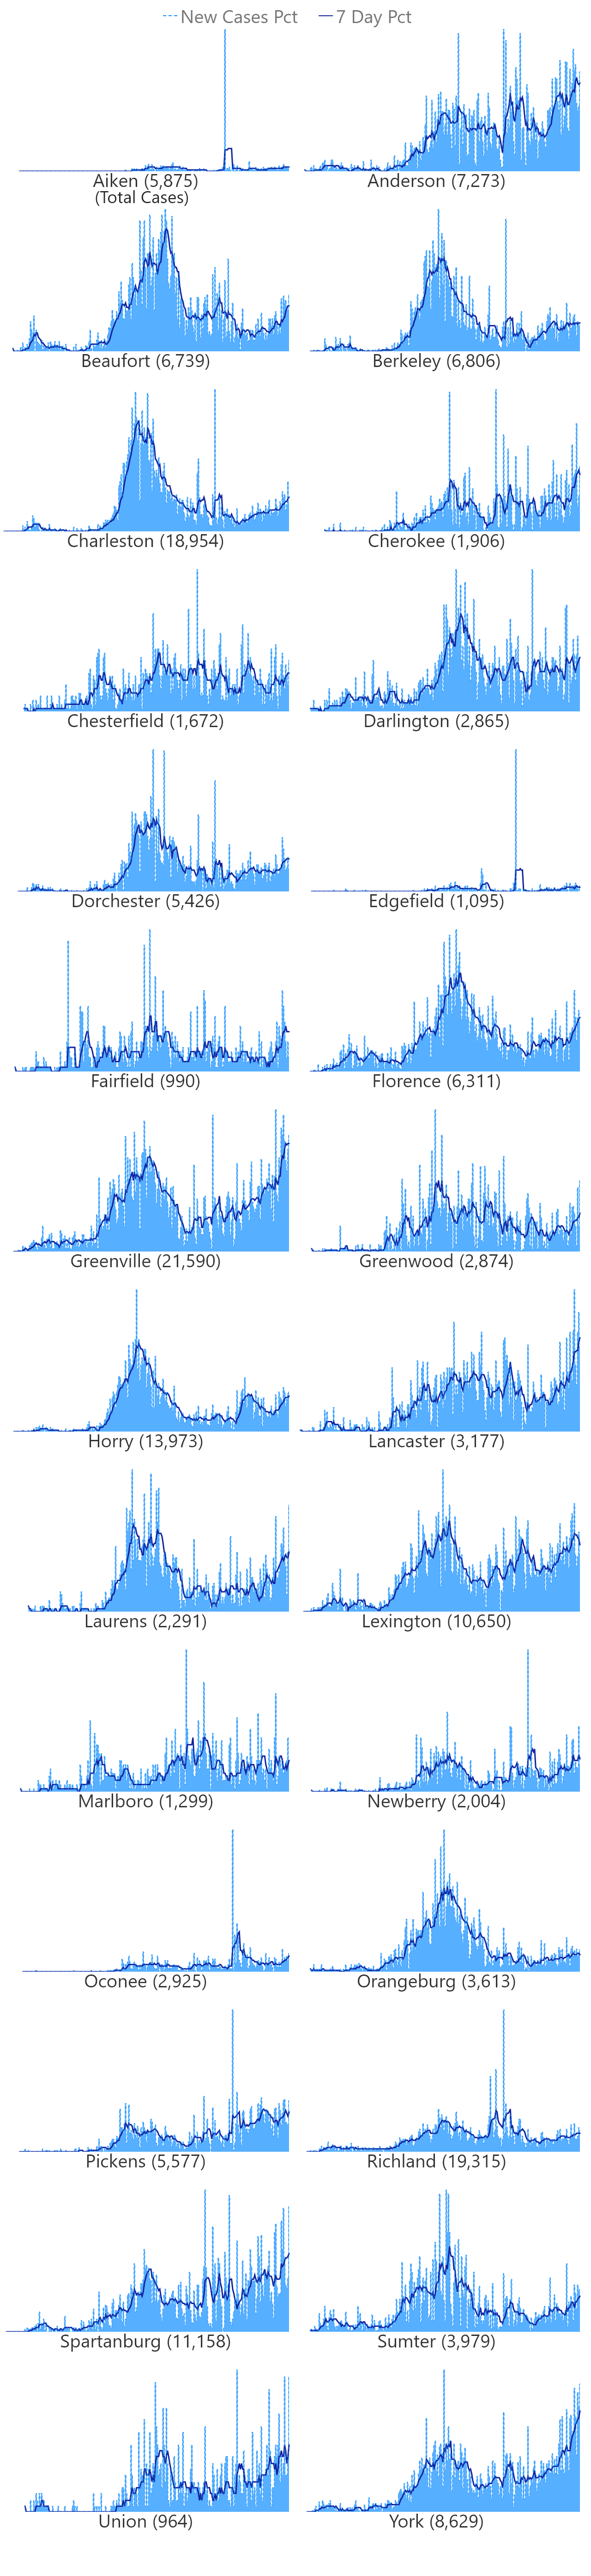 New Cases Pct 7 Day Pct
Aiken (5,875) Anderson (7,273)
(Total Cases)
Beaufort (6,739) Berkeley (6,806)
Charleston (18,954) Cherokee (1,906)
Chesterfield (1,672) Darlington (2,865)
Dorchester (5,426) Edgefield (1,095)
Fairfield (990) Florence (6,311)
Greenville (21,590) Greenwood (2,874)
Horry (13,973) Lancaster (3,177)
Laurens (2,291) Lexington (10,650)
Marlboro (1,299) Newberry (2,004)
Oconee (2,925) Orangeburg (3,613)
Pickens (5,577) Richland (19,315)
Spartanburg (11,158) Sumter (3,979)
Union (964) York (8,629)